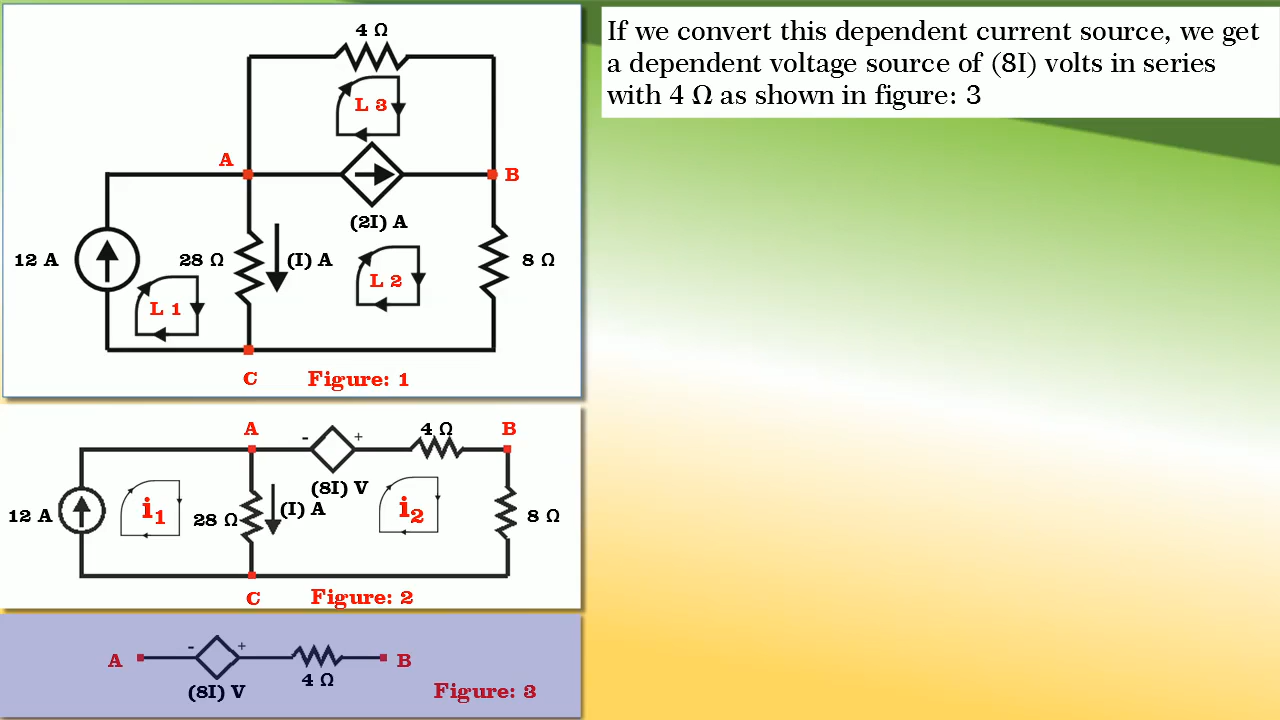 If we convert this dependent current source, we get
a dependent voltage source of (8I) volts in series
with 4 Ω as shown in figure: 3
4 Ω
L 3
A
B
(2I) A
12 A
28 Ω
(I) A
8 Ω
L 2
L 1
C
Figure: 1
A
- +
4 Ω
B
(8I) V
12 A
i1
28 Ω
(I) A
i2
8 Ω
C
Figure: 2
- +
A
B
(8I) V
4 Ω
Figure: 3